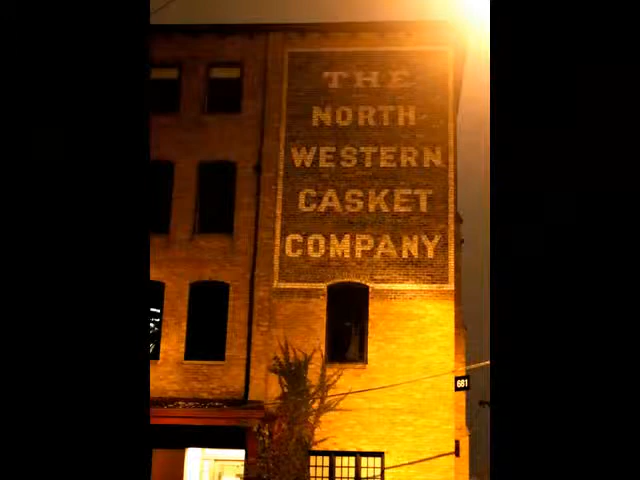 THE
NORTH-
WESTERN
CASKET
COMPANY
681